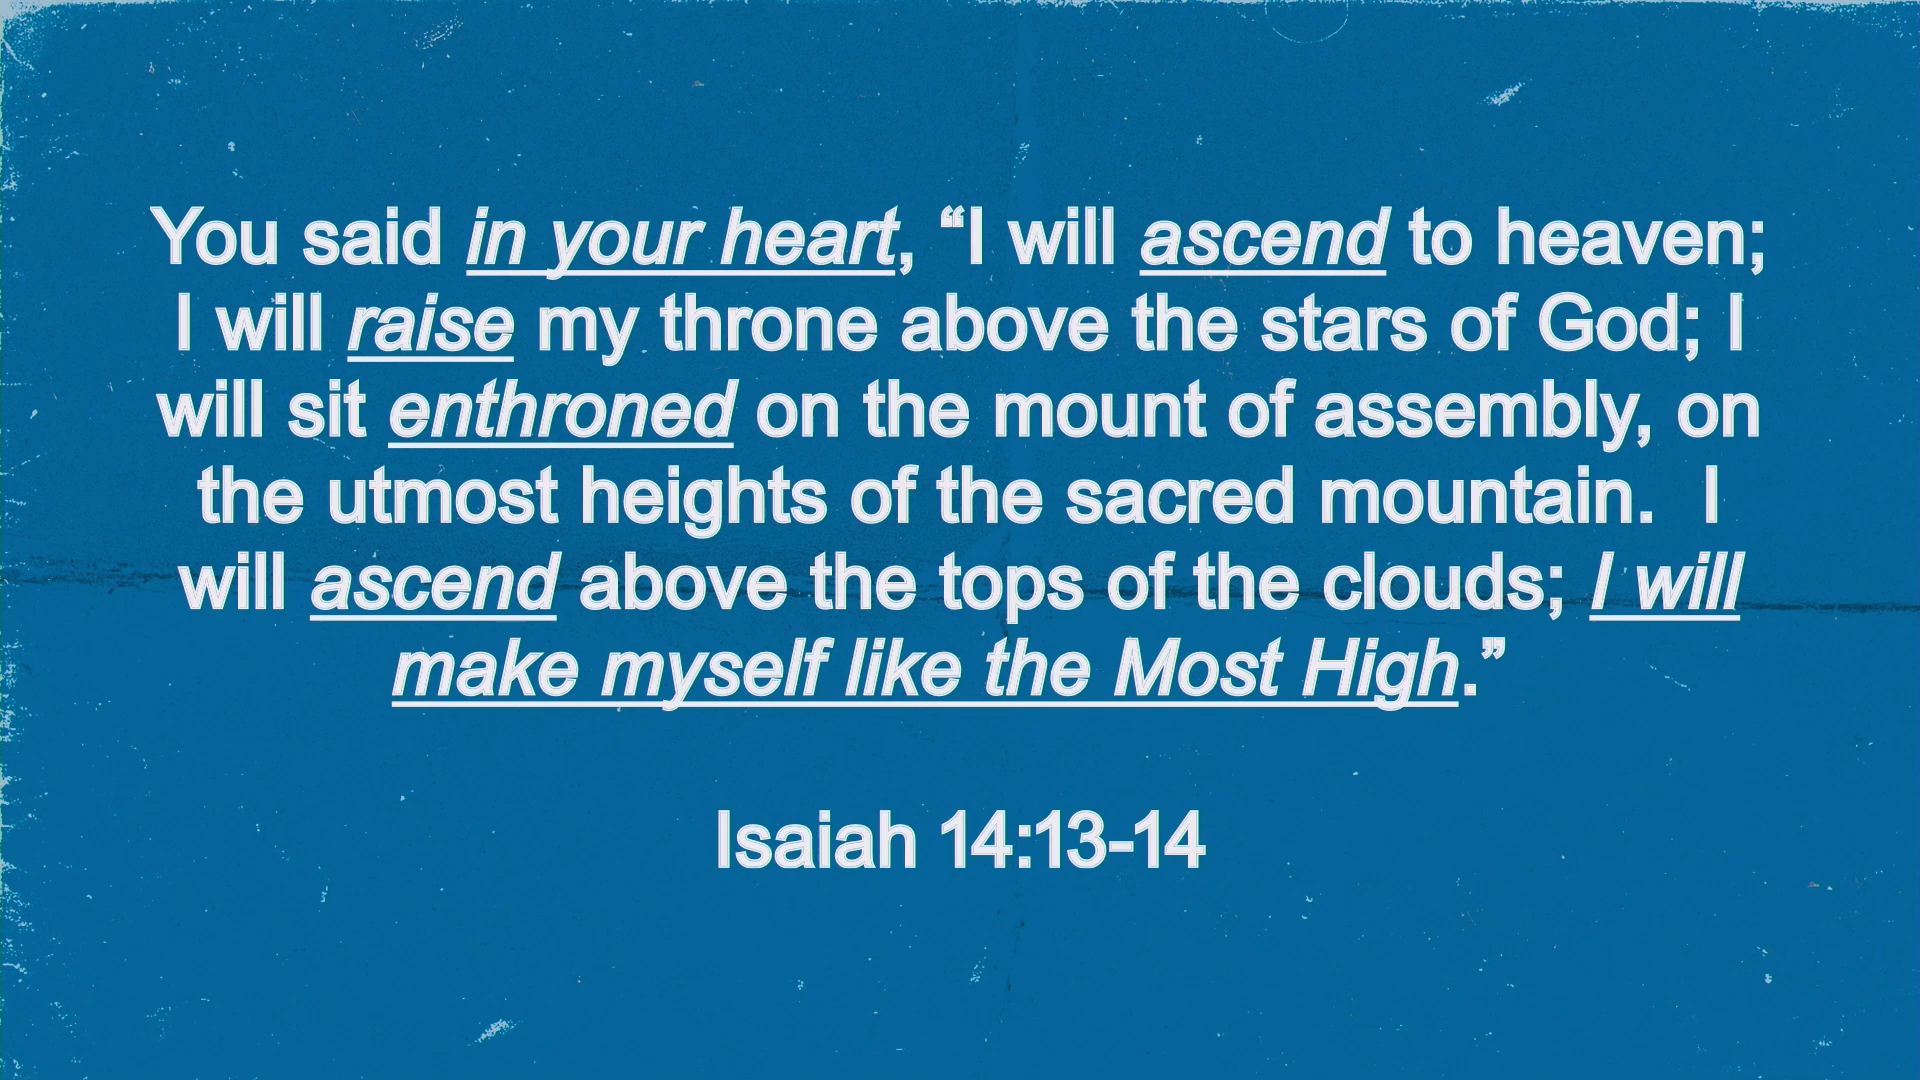 You said in your heart, “I will ascend to heaven;
I will raise my throne above the stars of God; I
will sit enthroned on the mount of assembly, on
the utmost heights of the sacred mountain.  I
will ascend above the tops of the clouds; I will
make myself like the Most High.”
Isaiah 14:13-14